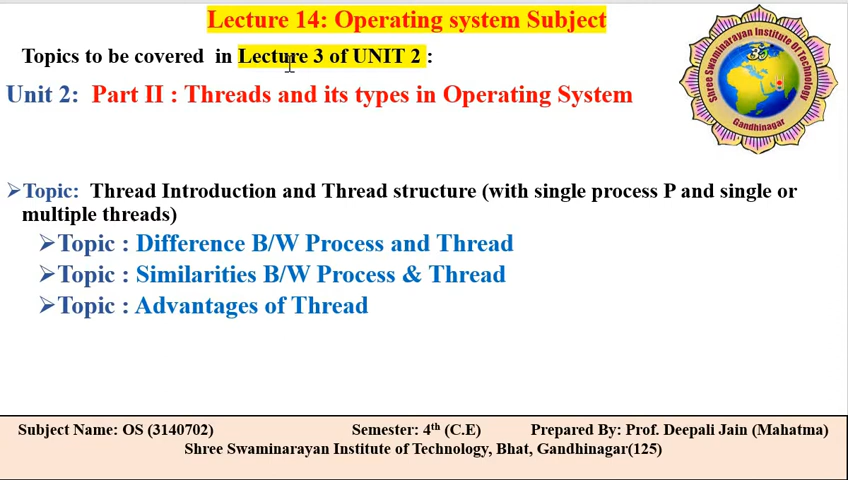 Lecture 14: Operating system Subject
Topics to be covered in Lecture 3 of UNIT 2 :
Unit 2: Part II : Threads and its types in Operating System
Shree Swaminarayan Institute Of Technology
ॐ
Gandhinagar
➢Topic: Thread Introduction and Thread structure (with single process P and single or
multiple threads)
➢Topic : Difference B/W Process and Thread
➢Topic : Similarities B/W Process & Thread
➢Topic : Advantages of Thread
Subject Name: OS (3140702) Semester: 4th (C.E) Prepared By: Prof. Deepali Jain (Mahatma)
Shree Swaminarayan Institute of Technology, Bhat, Gandhinagar(125)